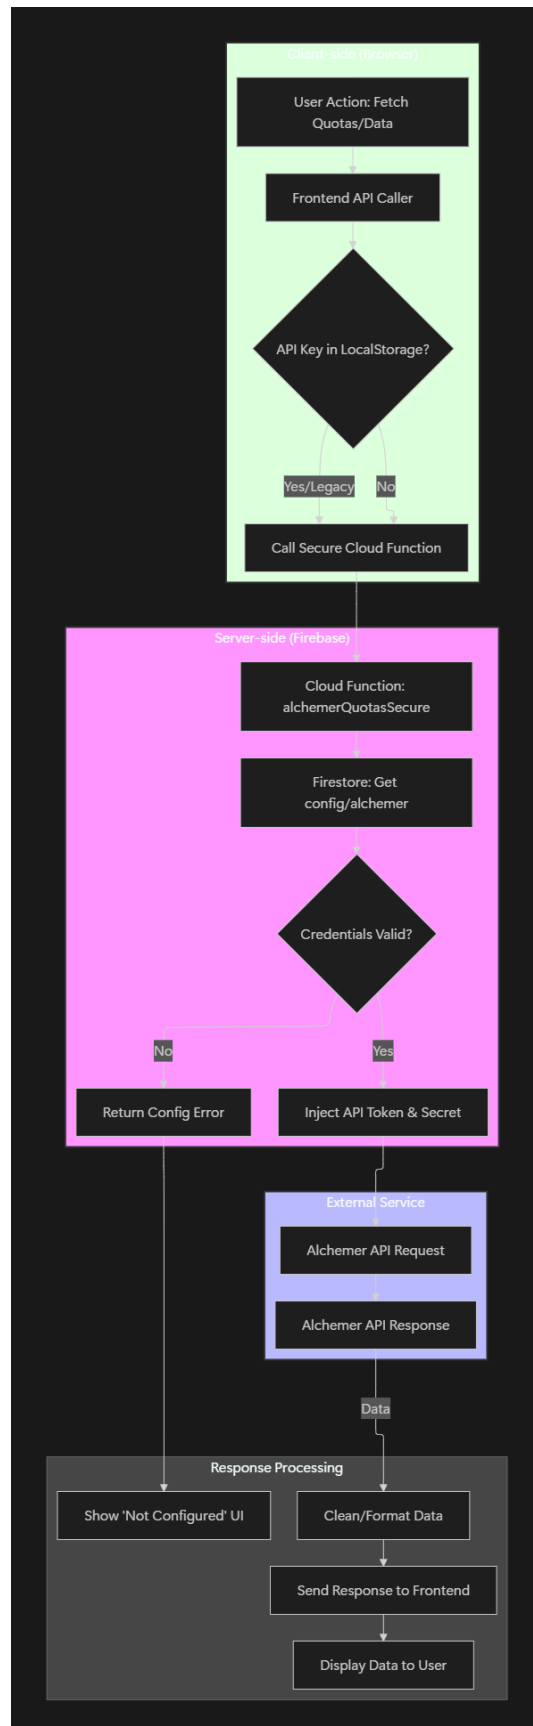 Client-side (Browser)
User Action: Fetch
Quotas/Data
Frontend API Caller
API Key in LocalStorage?
Yes/Legacy
No
Call Secure Cloud Function
Server-side (Firebase)
Cloud Function:
alchemerQuotasSecure
Firestore: Get
config/alchemer
Credentials Valid?
No
Yes
Return Config Error
Inject API Token & Secret
External Service
Alchemer API Request
Alchemer API Response
Data
Response Processing
Show 'Not Configured' UI
Clean/Format Data
Send Response to Frontend
Display Data to User